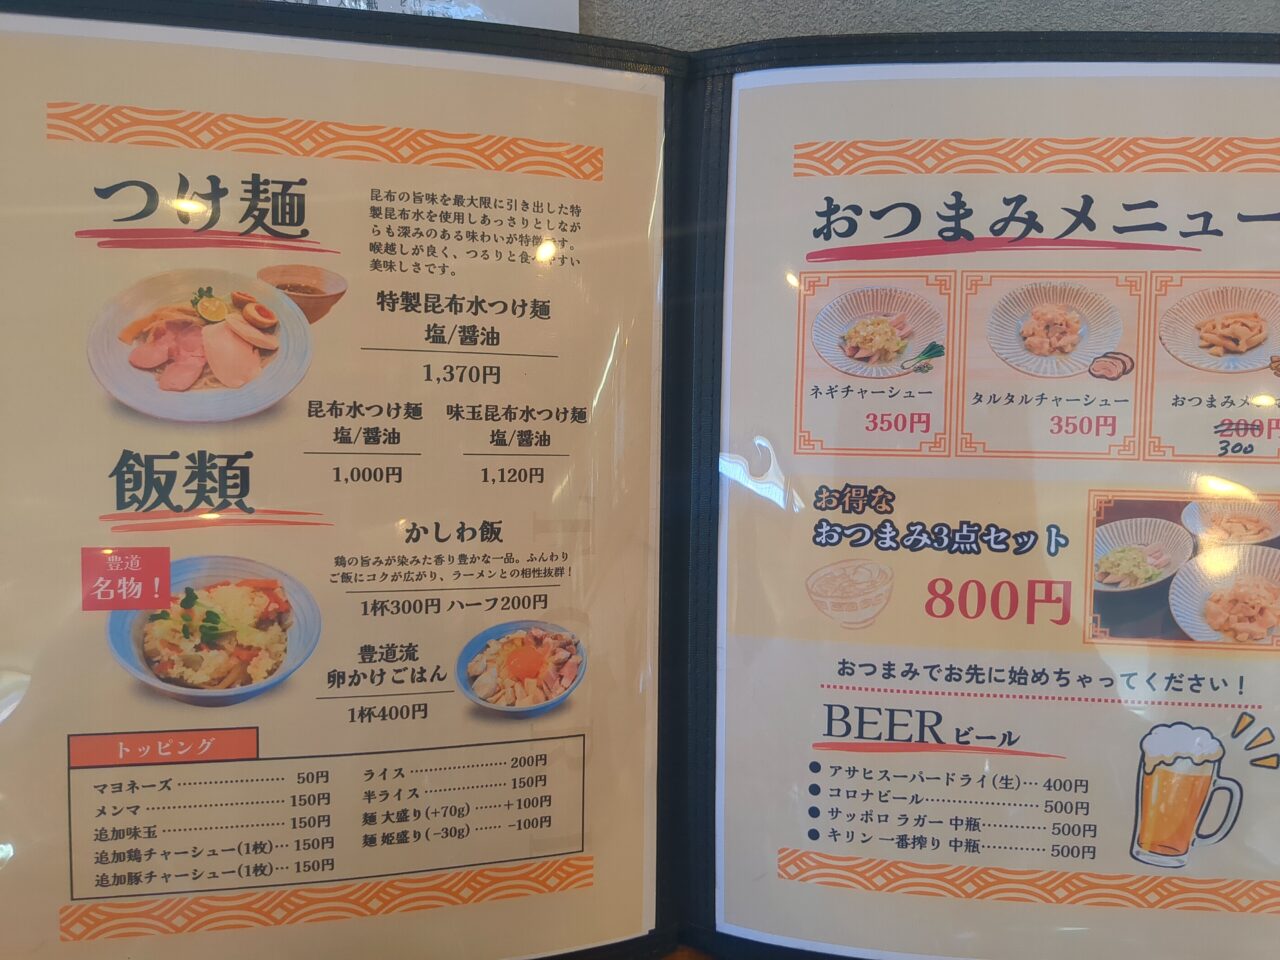 つけ麺
昆布の旨味を最大限に引き出した特
製昆布水を使用しあっさりとしなが
らも深みのある味わいが特徴です。
喉越しが良く、つるりと食べやすい
美味しさです。
特製昆布水つけ麺
塩/醤油
1,370円
昆布水つけ麺
塩/醤油
1,000円
味玉昆布水つけ麺
塩/醤油
1,120円
飯類
豊道
名物！
かしわ飯
鶏の旨みが染みた香り豊かな一品。ふんわり
ご飯にコクが広がり、ラーメンとの相性抜群！
1杯300円 ハーフ200円
豊道流
卵かけごはん
1杯400円
トッピング
マヨネーズ…………………… 50円
メンマ…………………………150円
追加味玉………………………150円
追加鶏チャーシュー(1枚)… 150円
追加豚チャーシュー(1枚)… 150円
ライス…………………200円
半ライス………………150円
麺 大盛り(+70g)……+100円
麺 姫盛り(−30g)…… −100円
おつまみメニュー
ネギチャーシュー
350円
タルタルチャーシュー
350円
おつまみメンマ
200円
300
お得な
おつまみ3点セット
800円
おつまみでお先に始めちゃってください！
BEER ビール
● アサヒスーパードライ(生)… 400円
● コロナビール………………… 500円
● サッポロ ラガー 中瓶……… 500円
● キリン 一番搾り 中瓶……… 500円